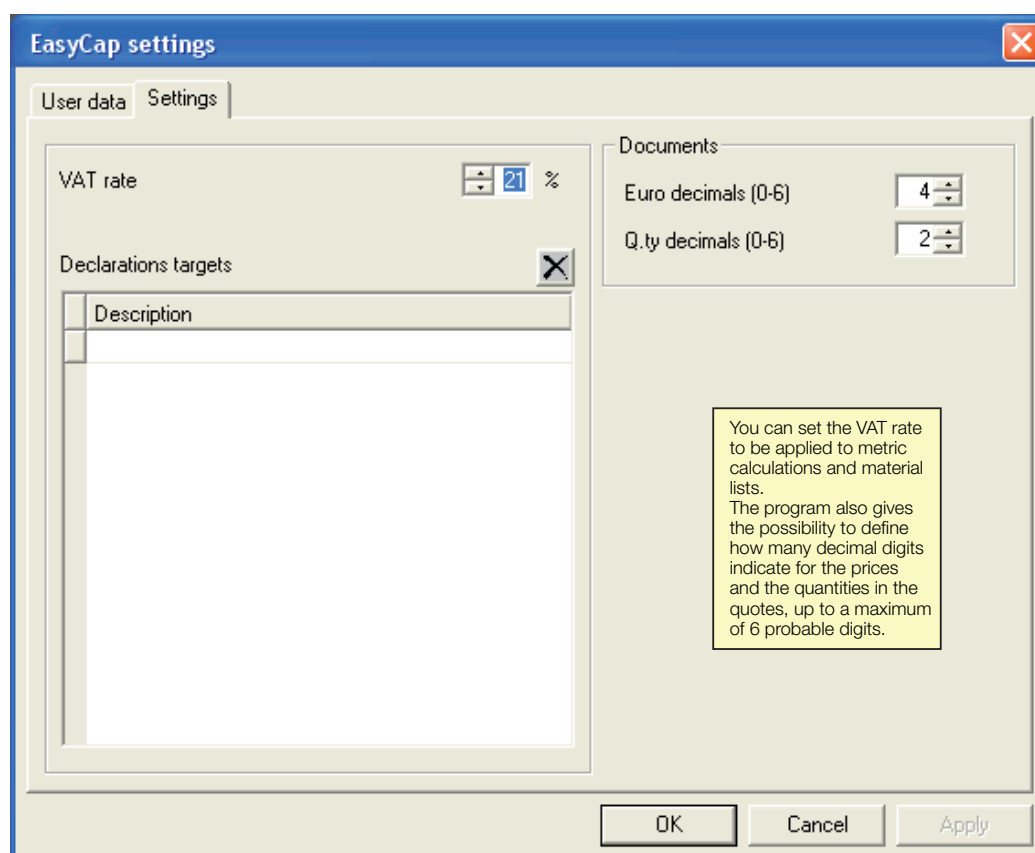 EasyCap settings
User data Settings
VAT rate 21 %
Declarations targets
Description
Documents
Euro decimals (0-6) 4
Q.ty decimals (0-6) 2
You can set the VAT rate
to be applied to metric
calculations and material
lists.
The program also gives
the possibility to define
how many decimal digits
indicate for the prices
and the quantities in the
quotes, up to a maximum
of 6 probable digits.
OK Cancel Apply